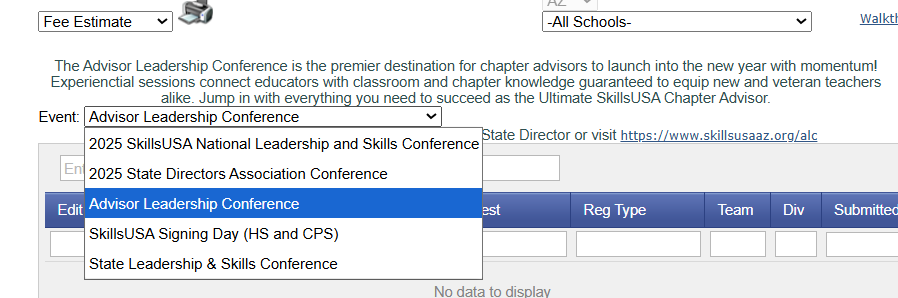 AZ
Fee Estimate
-All Schools-
The Advisor Leadership Conference is the premier destination for chapter advisors to launch into the new year with momentum!
Experienctial sessions connect educators with classroom and chapter knowledge guaranteed to equip new and veteran teachers
alike. Jump in with everything you need to succeed as the Ultimate SkillsUSA Chapter Advisor.
Event: Advisor Leadership Conference
State Director or visit https://www.skillsusaaz.org/alc
2025 SkillsUSA National Leadership and Skills Conference
2025 State Directors Association Conference
Advisor Leadership Conference
SkillsUSA Signing Day (HS and CPS)
State Leadership & Skills Conference
Edit
Reg Type
Team
Div
Submitted
No data to display